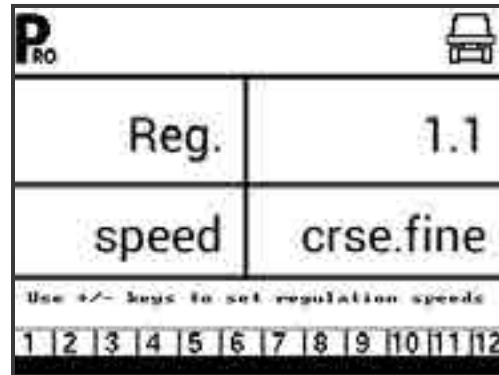 PRO
Reg. 1.1
speed crse.fine
Use +/- keys to set regulation speeds
1 2 3 4 5 6 7 8 9 10 11 12